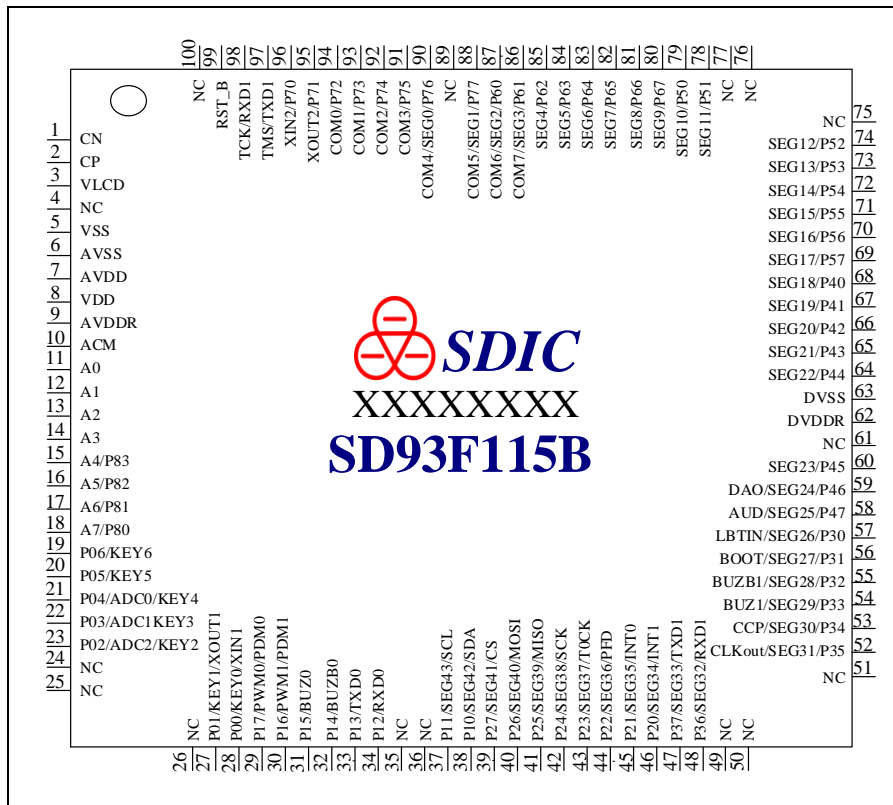 100 NC
99 RST_B
98 TCK/RXD1
97 TMS/TXD1
96 XIN2/P70
95 XOUT2/P71
94 COM0/P72
93 COM1/P73
92 COM2/P74
91 COM3/P75
90 COM4/SEG0/P76
89 NC
88 COM5/SEG1/P77
87 COM6/SEG2/P60
86 COM7/SEG3/P61
85 SEG4/P62
84 SEG5/P63
83 SEG6/P64
82 SEG7/P65
81 SEG8/P66
80 SEG9/P67
79 SEG10/P50
78 SEG11/P51
77 NC
76 NC
1 CN
2 CP
3 VLCD
4 NC
5 VSS
6 AVSS
7 AVDD
8 VDD
9 AVDDR
10 ACM
11 A0
12 A1
13 A2
14 A3
15 A4/P83
16 A5/P82
17 A6/P81
18 A7/P80
19 P06/KEY6
20 P05/KEY5
21 P04/ADC0/KEY4
22 P03/ADC1KEY3
23 P02/ADC2/KEY2
24 NC
25 NC
SDIC
XXXXXXXX
SD93F115B
NC 75
SEG12/P52 74
SEG13/P53 73
SEG14/P54 72
SEG15/P55 71
SEG16/P56 70
SEG17/P57 69
SEG18/P40 68
SEG19/P41 67
SEG20/P42 66
SEG21/P43 65
SEG22/P44 64
DVSS 63
DVDDR 62
NC 61
SEG23/P45 60
DAO/SEG24/P46 59
AUD/SEG25/P47 58
LBTIN/SEG26/P30 57
BOOT/SEG27/P31 56
BUZB1/SEG28/P32 55
BUZ1/SEG29/P33 54
CCP/SEG30/P34 53
CLKout/SEG31/P35 52
NC 51
26 NC
27 P01/KEY1/XOUT1
28 P00/KEY0/XIN1
29 P17/PWM0/PDM0
30 P16/PWM1/PDM1
31 P15/BUZ0
32 P14/BUZB0
33 P13/TXD0
34 P12/RXD0
35 NC
36 NC
37 P11/SEG43/SCL
38 P10/SEG42/SDA
39 P27/SEG41/CS
40 P26/SEG40/MOSI
41 P25/SEG39/MISO
42 P24/SEG38/SCK
43 P23/SEG37/T0CK
44 P22/SEG36/PFD
45 P21/SEG35/INT0
46 P20/SEG34/INT1
47 P37/SEG33/TXD1
48 P36/SEG32/RXD1
49 NC
50 NC